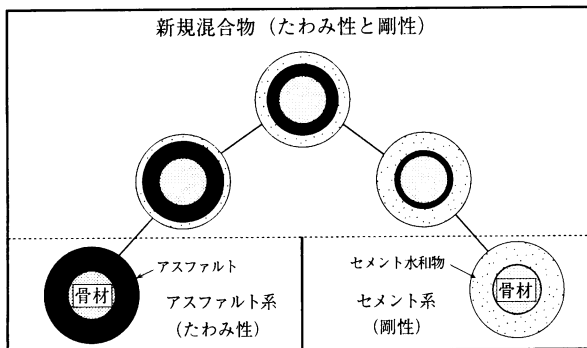 新規混合物（たわみ性と剛性）
アスファルト
骨材
アスファルト系
（たわみ性）
セメント水和物
骨材
セメント系
（剛性）